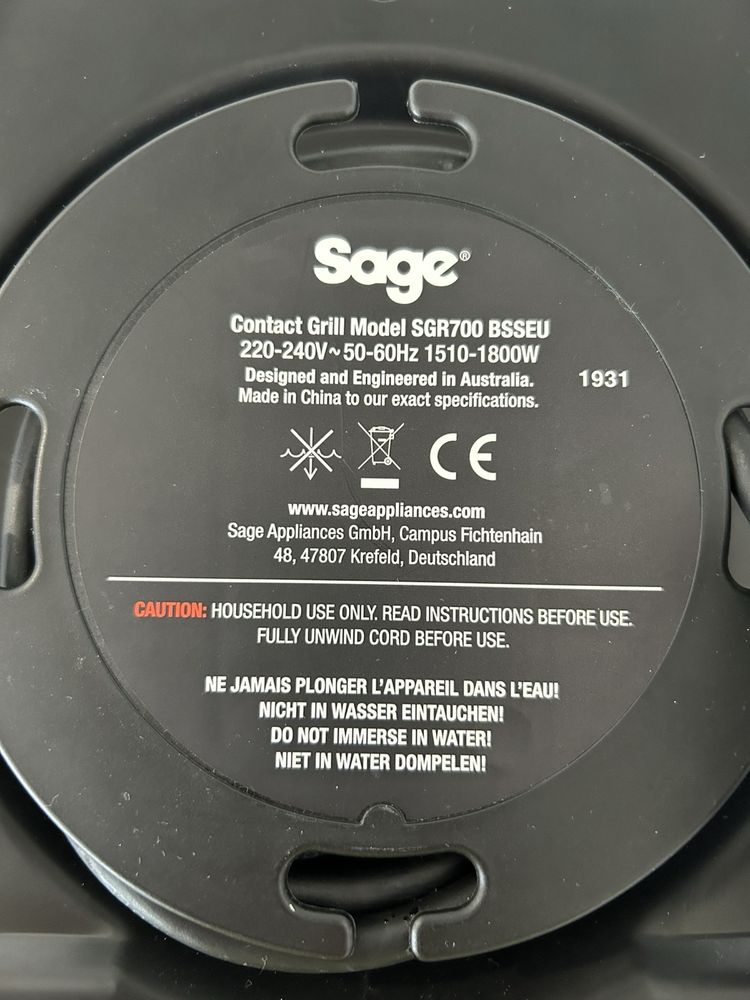 Sage®
Contact Grill Model SGR700 BSSEU
220-240V~50-60Hz 1510-1800W
Designed and Engineered in Australia.
1931
Made in China to our exact specifications.
CE
www.sageappliances.com
Sage Appliances GmbH, Campus Fichtenhain
48, 47807 Krefeld, Deutschland
CAUTION: HOUSEHOLD USE ONLY. READ INSTRUCTIONS BEFORE USE.
FULLY UNWIND CORD BEFORE USE.
NE JAMAIS PLONGER L'APPAREIL DANS L'EAU!
NICHT IN WASSER EINTAUCHEN!
DO NOT IMMERSE IN WATER!
NIET IN WATER DOMPELEN!